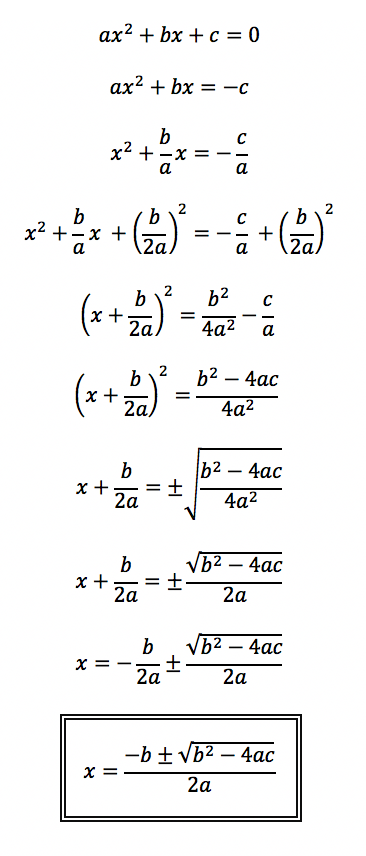 ax² + bx + c = 0
ax² + bx = −c
x² + b/a x = − c/a
x² + b/a x + (b/2a)² = − c/a + (b/2a)²
(x + b/2a)² = b²/4a² − c/a
(x + b/2a)² = (b² − 4ac)/4a²
x + b/2a = ± √((b² − 4ac)/4a²)
x + b/2a = ± √(b² − 4ac)/2a
x = − b/2a ± √(b² − 4ac)/2a
x = (−b ± √(b² − 4ac))/2a